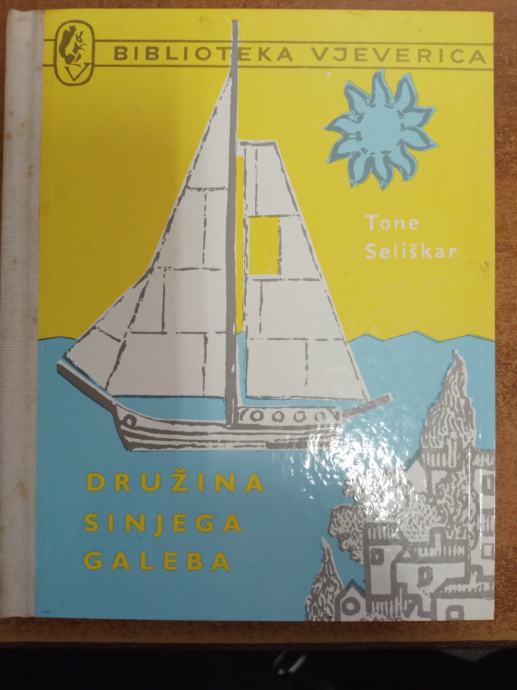 BIBLIOTEKA VJEVERICA
Tone
Seliškar
DRUŽINA
SINJEGA
GALEBA